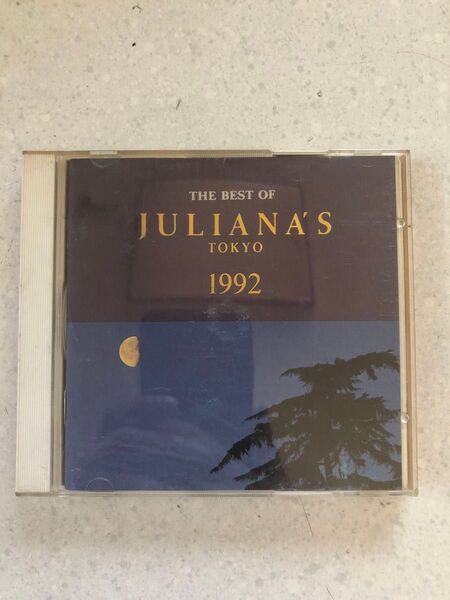 THE BEST OF
JULIANA'S
TOKYO
1992